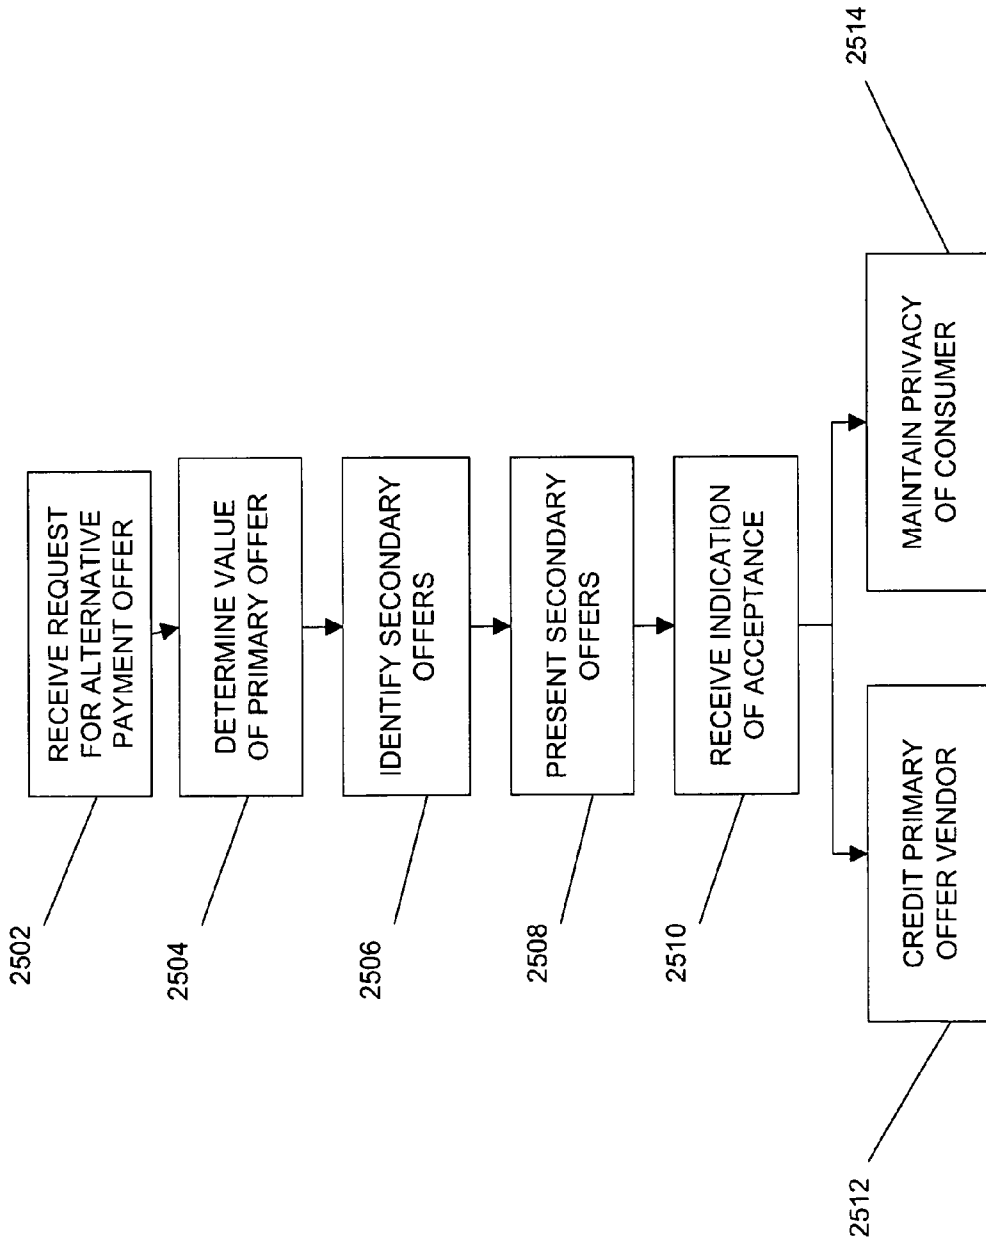 2502
RECEIVE REQUEST
FOR ALTERNATIVE
PAYMENT OFFER
2504
DETERMINE VALUE
OF PRIMARY OFFER
2506
IDENTIFY SECONDARY
OFFERS
2508
PRESENT SECONDARY
OFFERS
2510
RECEIVE INDICATION
OF ACCEPTANCE
2512
CREDIT PRIMARY
OFFER VENDOR
2514
MAINTAIN PRIVACY
OF CONSUMER